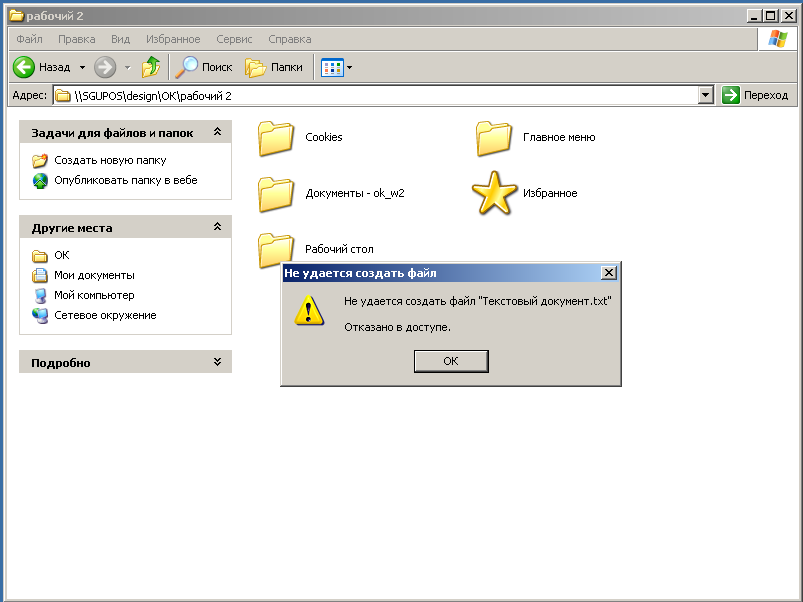 рабочий 2
Файл Правка Вид Избранное Сервис Справка
Назад Поиск Папки
Адрес: \\SGUPOS\design\OK\рабочий 2 Переход
Задачи для файлов и папок
Создать новую папку
Опубликовать папку в вебе
Другие места
OK
Мои документы
Мой компьютер
Сетевое окружение
Подробно
Cookies
Главное меню
Документы - ok_w2
Избранное
Рабочий стол
Не удается создать файл
Не удается создать файл "Текстовый документ.txt"
Отказано в доступе.
OK